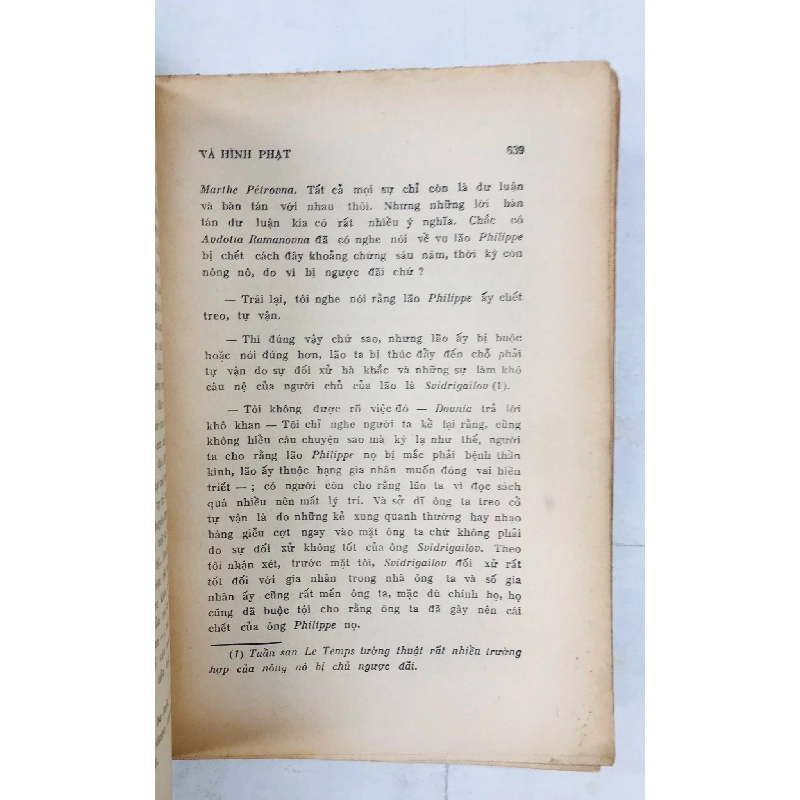 VÀ HÌNH PHẠT 639
Marthe Pétrovna. Tất cả mọi sự chỉ còn là dư luận
và bàn tán với nhau thôi. Nhưng những lời bàn
tán dư luận kia có rất nhiều ý nghĩa. Chắc cô
Avdotia Ramanovna đã có nghe nói về vụ lão Philippe
bị chết cách đây khoảng chừng sáu năm, thời kỳ còn
nông nô, do vì bị ngược đãi chứ ?
— Trái lại, tôi nghe nói rằng lão Philippe ấy chết
treo, tự vận.
— Thì đúng vậy chứ sao, nhưng lão ấy bị buộc
hoặc nói đúng hơn, lão ta bị thúc đẩy đến chỗ phải
tự vận do sự đối xử hà khắc và những sự làm khó
câu nệ của người chủ của lão là Svidrigailov (1).
— Tôi không được rõ việc đó — Dounia trả lời
khô khan — Tôi chỉ nghe người ta kể lại rằng, cũng
không hiểu câu chuyện sao mà kỳ lạ như thế, người
ta cho rằng lão Philippe nọ bị mắc phải bệnh thần
kinh, lão ấy thuộc hạng gia nhân muốn đóng vai hiền
triết — ; có người còn cho rằng lão ta vì đọc sách
quá nhiều nên mất lý trí. Và sở dĩ ông ta treo cổ
tự vận là do những kẻ xung quanh thường hay nhạo
báng giễu cợt ngay vào mặt ông ta chứ không phải
do sự đối xử không tốt của ông Svidrigailov. Theo
tôi nhận xét, trước mặt tôi, Svidrigailov đối xử rất
tốt đối với gia nhân trong nhà ông ta và số gia
nhân ấy cũng rất mến ông ta, mặc dù chính họ, họ
cũng đã buộc tội cho rằng ông ta đã gây nên cái
chết của ông Philippe nọ.
(1) Tuần san Le Temps tường thuật rất nhiều trường
hợp của nông nô bị chủ ngược đãi.